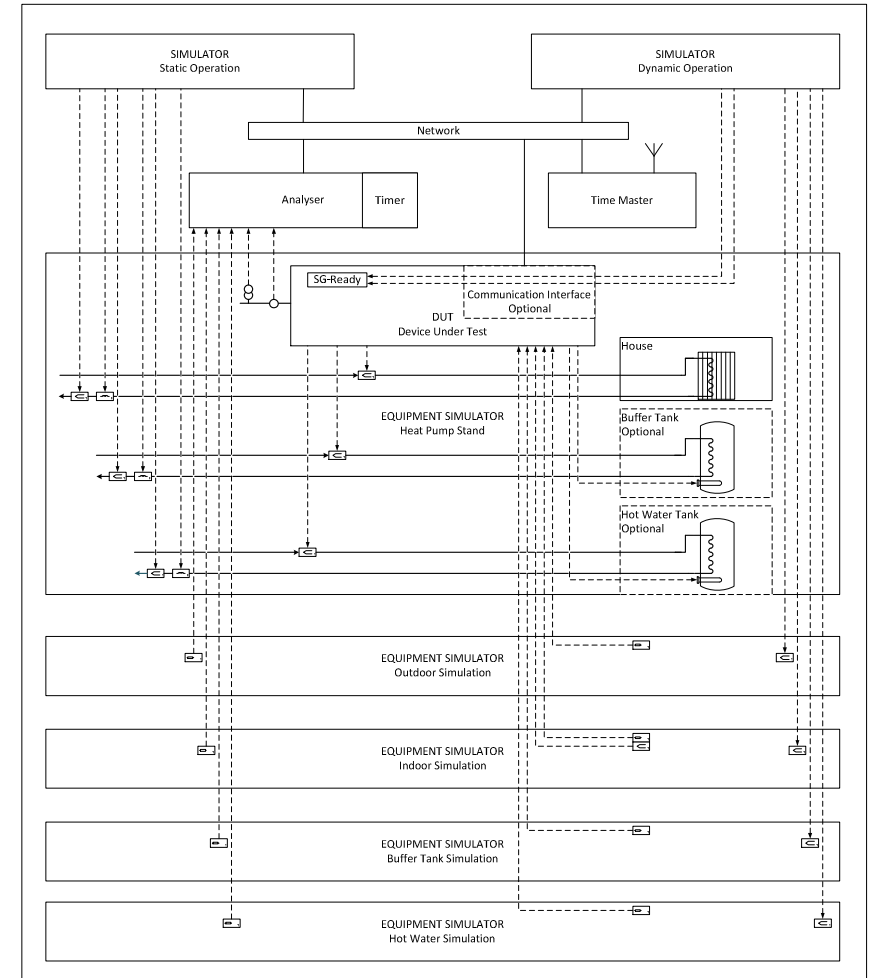 SIMULATOR
Static Operation
SIMULATOR
Dynamic Operation
Network
Analyser
Timer
Time Master
SG-Ready
Communication Interface
Optional
DUT
Device Under Test
House
EQUIPMENT SIMULATOR
Heat Pump Stand
Buffer Tank
Optional
Hot Water Tank
Optional
EQUIPMENT SIMULATOR
Outdoor Simulation
EQUIPMENT SIMULATOR
Indoor Simulation
EQUIPMENT SIMULATOR
Buffer Tank Simulation
EQUIPMENT SIMULATOR
Hot Water Simulation